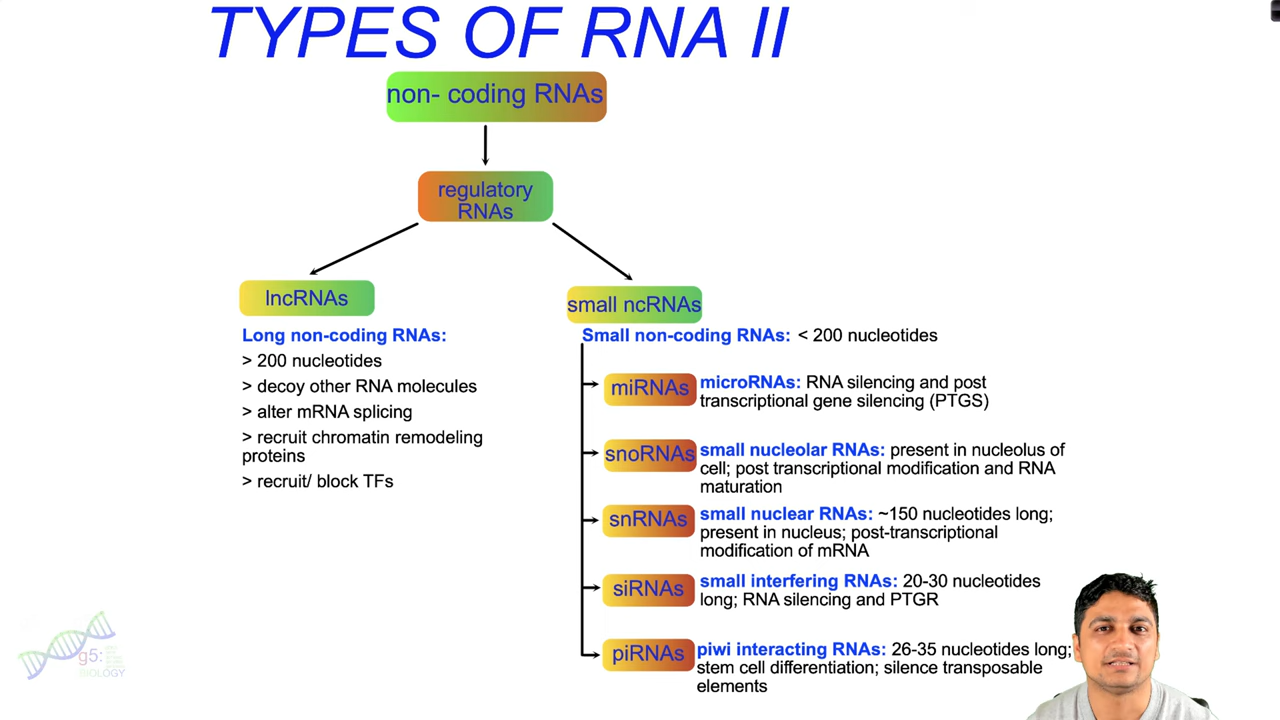 TYPES OF RNA II
non- coding RNAs
regulatory
RNAs
lncRNAs
Long non-coding RNAs:
> 200 nucleotides
> decoy other RNA molecules
> alter mRNA splicing
> recruit chromatin remodeling
proteins
> recruit/ block TFs
small ncRNAs
Small non-coding RNAs: < 200 nucleotides
miRNAs
microRNAs: RNA silencing and post
transcriptional gene silencing (PTGS)
snoRNAs
small nucleolar RNAs: present in nucleolus of
cell; post transcriptional modification and RNA
maturation
snRNAs
small nuclear RNAs: ~150 nucleotides long;
present in nucleus; post-transcriptional
modification of mRNA
siRNAs
small interfering RNAs: 20-30 nucleotides
long; RNA silencing and PTGR
piRNAs
piwi interacting RNAs: 26-35 nucleotides long;
stem cell differentiation; silence transposable
elements
g5:
BIOLOGY